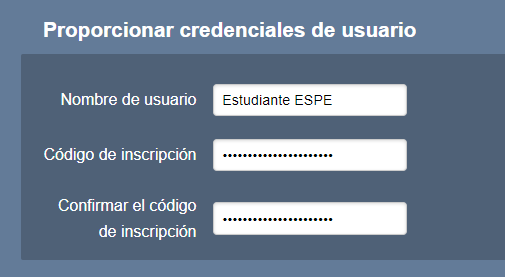 Proporcionar credenciales de usuario
Nombre de usuario
Estudiante ESPE
Código de inscripción
••••••••••••••••••••••
Confirmar el código
de inscripción
••••••••••••••••••••••